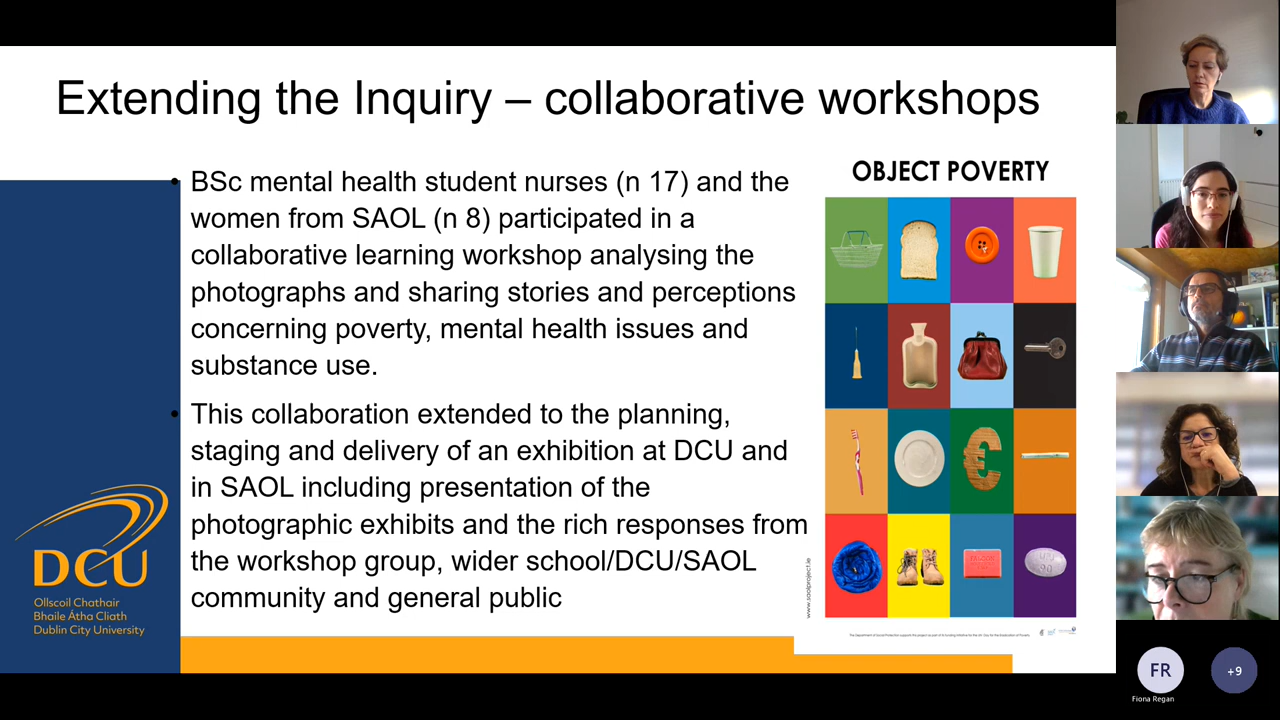 Extending the Inquiry – collaborative workshops
• BSc mental health student nurses (n 17) and the
women from SAOL (n 8) participated in a
collaborative learning workshop analysing the
photographs and sharing stories and perceptions
concerning poverty, mental health issues and
substance use.
• This collaboration extended to the planning,
staging and delivery of an exhibition at DCU and
in SAOL including presentation of the
photographic exhibits and the rich responses from
the workshop group, wider school/DCU/SAOL
community and general public
OBJECT POVERTY
www.saolproject.ie
DCU
Ollscoil Chathair
Bhaile Átha Cliath
Dublin City University
FR
+9
Fiona Regan